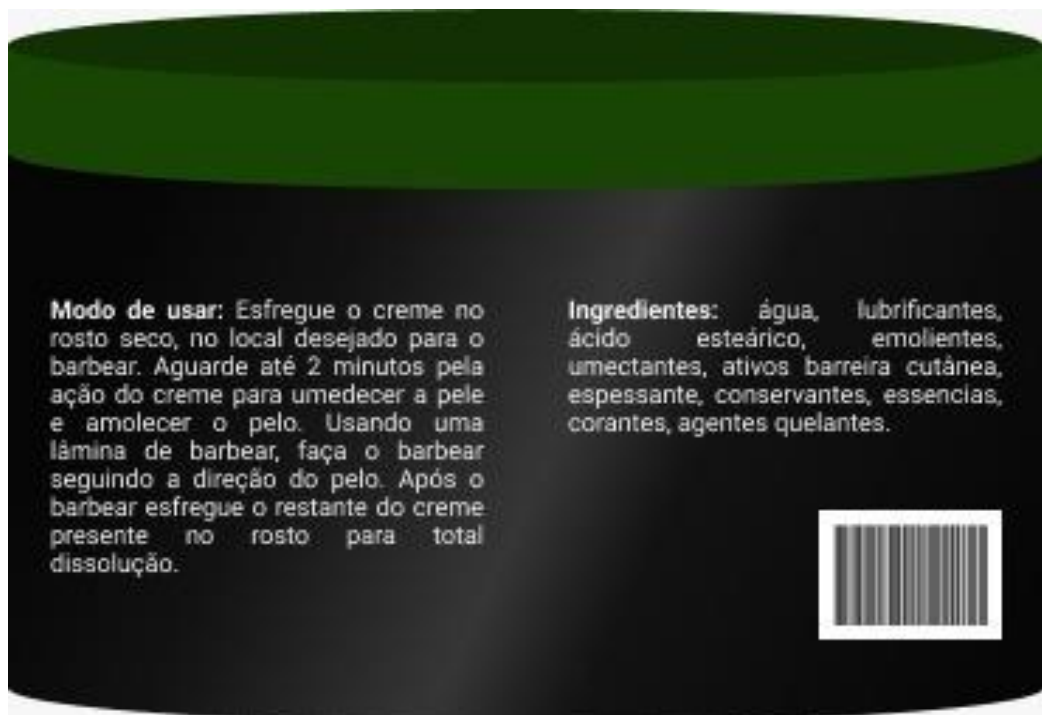 Modo de usar: Esfregue o creme no
rosto seco, no local desejado para o
barbear. Aguarde até 2 minutos pela
ação do creme para umedecer a pele
e amolecer o pelo. Usando uma
lâmina de barbear, faça o barbear
seguindo a direção do pelo. Após o
barbear esfregue o restante do creme
presente no rosto para total
dissolução.
Ingredientes: água, lubrificantes,
ácido esteárico, emolientes,
umectantes, ativos barreira cutânea,
espessante, conservantes, essencias,
corantes, agentes quelantes.